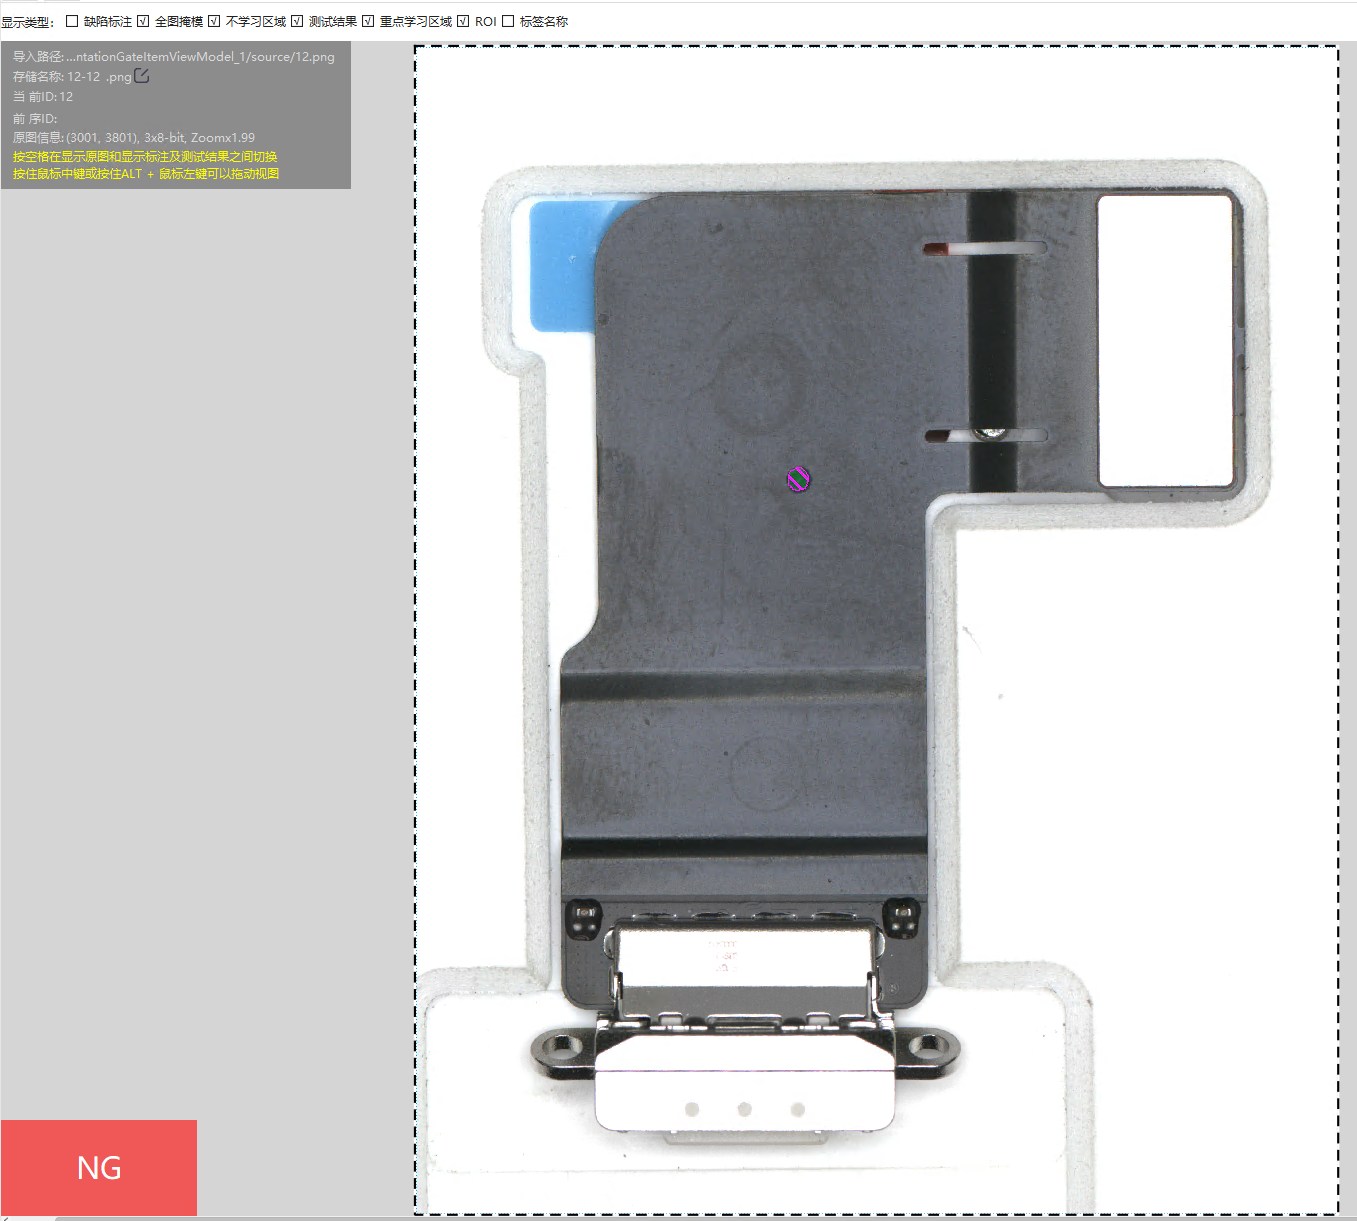 显示类型: 缺陷标注 全图掩模 不学习区域 测试结果 重点学习区域 ROI 标签名称
导入路径: ...ntationGateItemViewModel_1/source/12.png
存储名称: 12-12 .png
当 前ID: 12
前 序ID:
原图信息: (3001, 3801), 3x8-bit, Zoomx1.99
按空格在显示原图和显示标注及测试结果之间切换
按住鼠标中键或按住ALT + 鼠标左键可以拖动视图
NG